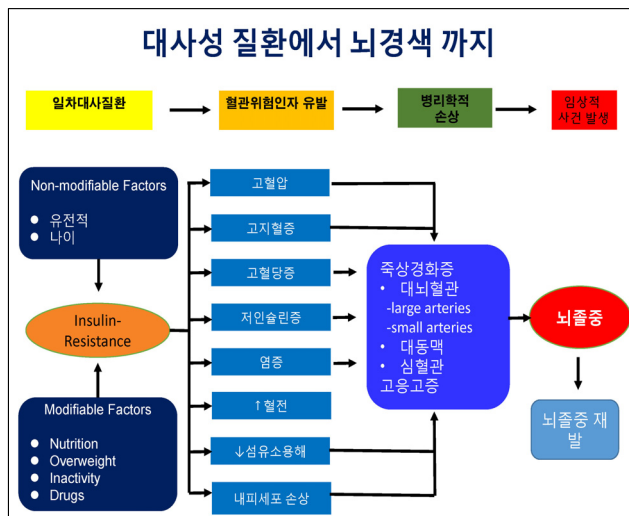 대사성 질환에서 뇌경색 까지
일차대사질환
혈관위험인자 유발
병리학적
손상
임상적
사건 발생
Non-modifiable Factors
● 유전적
● 나이
Insulin-
Resistance
Modifiable Factors
● Nutrition
● Overweight
● Inactivity
● Drugs
고혈압
고지혈증
고혈당증
저인슐린증
염증
↑혈전
↓섬유소용해
내피세포 손상
죽상경화증
• 대뇌혈관
-large arteries
-small arteries
• 대동맥
• 심혈관
고응고증
뇌졸중
뇌졸중 재
발